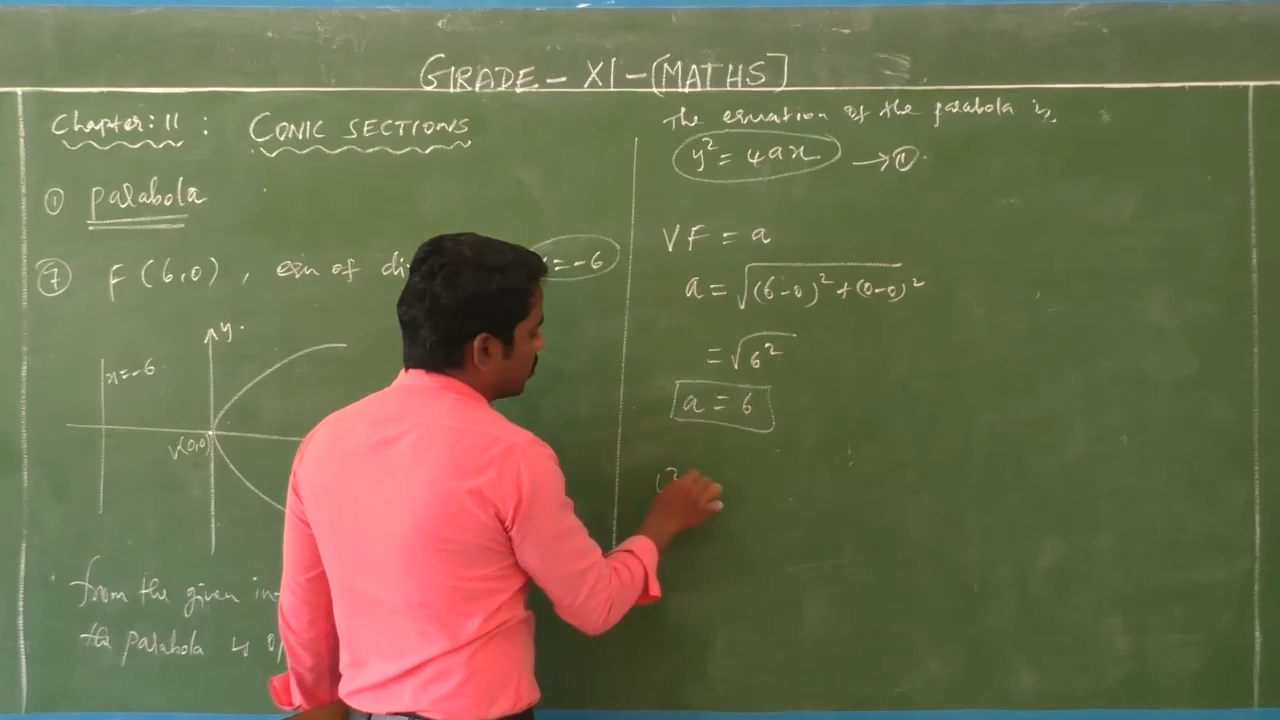 GRADE - XI - [MATHS]
Chapter: 11 : CONIC SECTIONS
① parabola
⑦ F(6,0), eqn of di x=-6
y
x=-6
V(0,0)
from the given in
the parabola is op
The equation of the parabola is,
y² = 4ax → ①
VF = a
a = √(6-0)² + (0-0)²
= √6²
a = 6